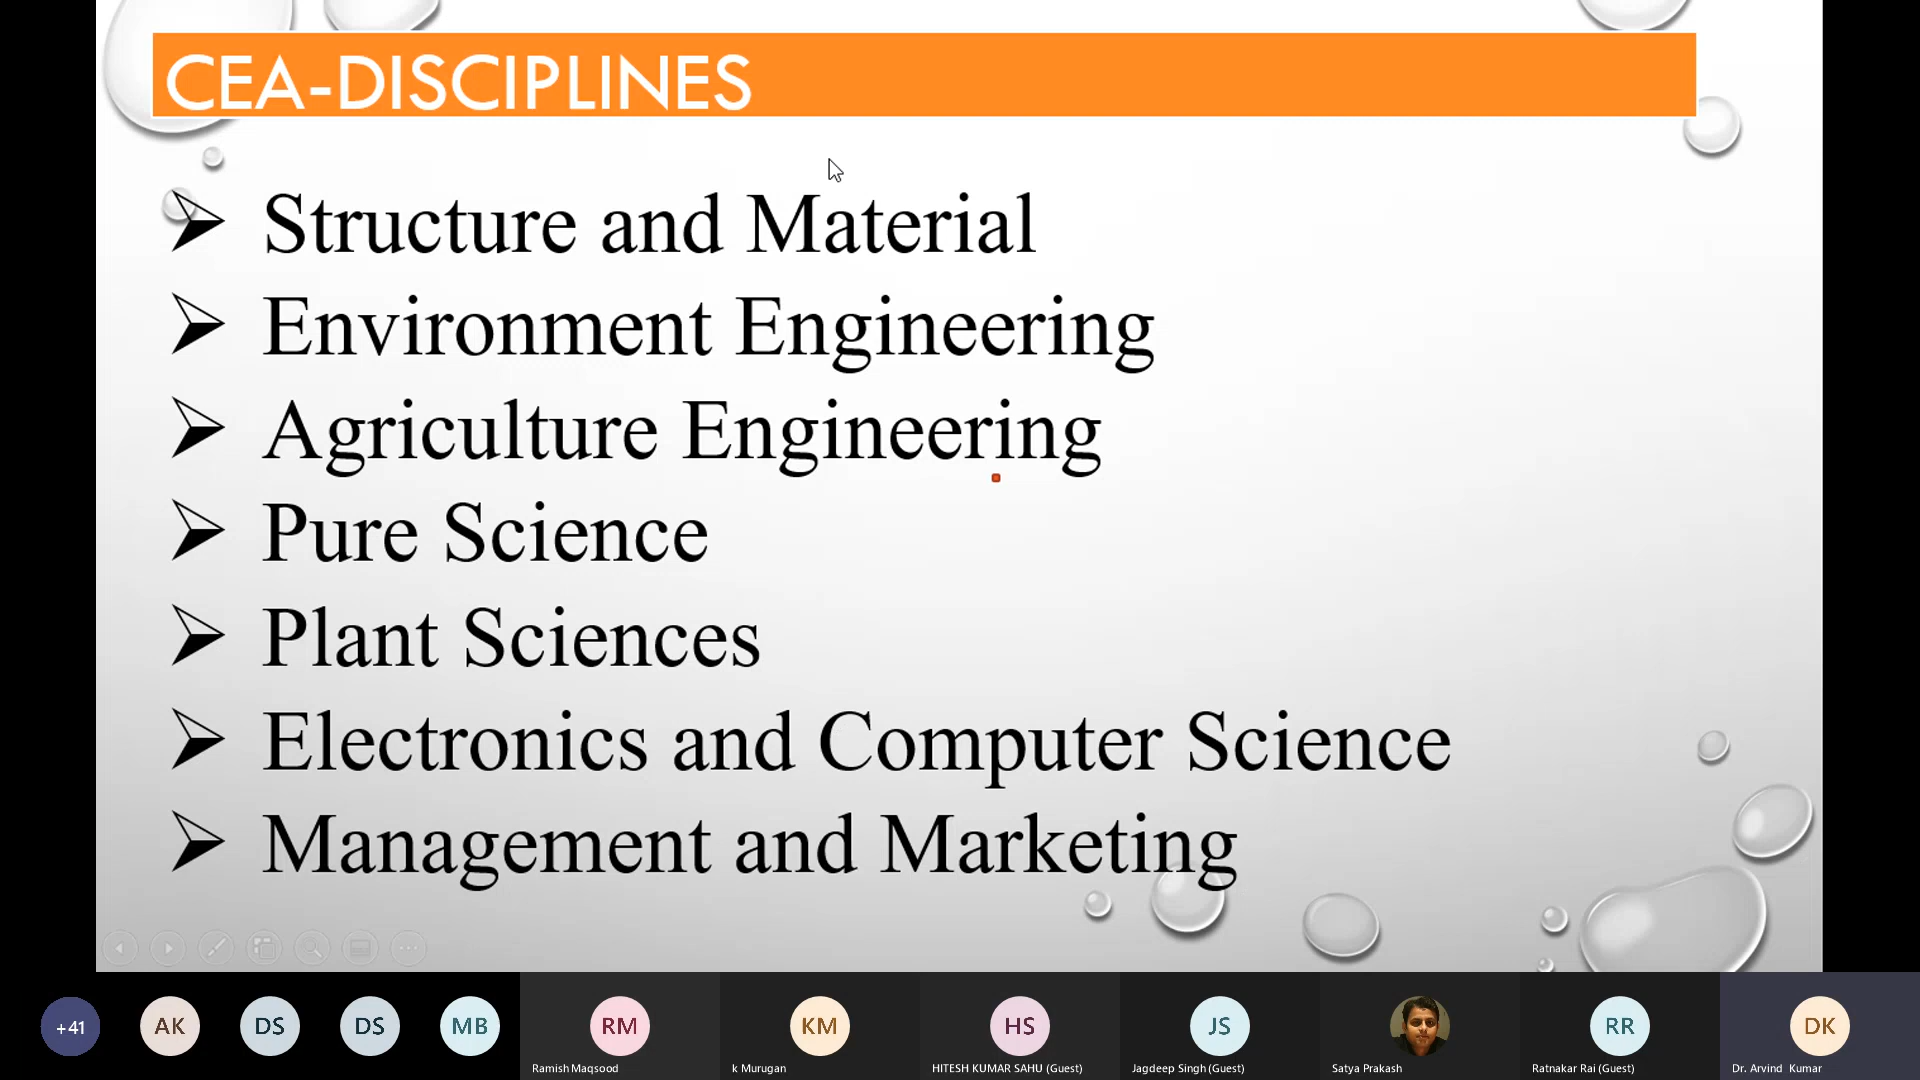 CEA-DISCIPLINES
Structure and Material
Environment Engineering
Agriculture Engineering
Pure Science
Plant Sciences
Electronics and Computer Science
Management and Marketing
+41
AK
DS
DS
MB
RM
KM
HS
JS
RR
DK
Ramish Maqsood
k Murugan
HITESH KUMAR SAHU (Guest)
Jagdeep Singh (Guest)
Satya Prakash
Ratnakar Rai (Guest)
Dr. Arvind Kumar